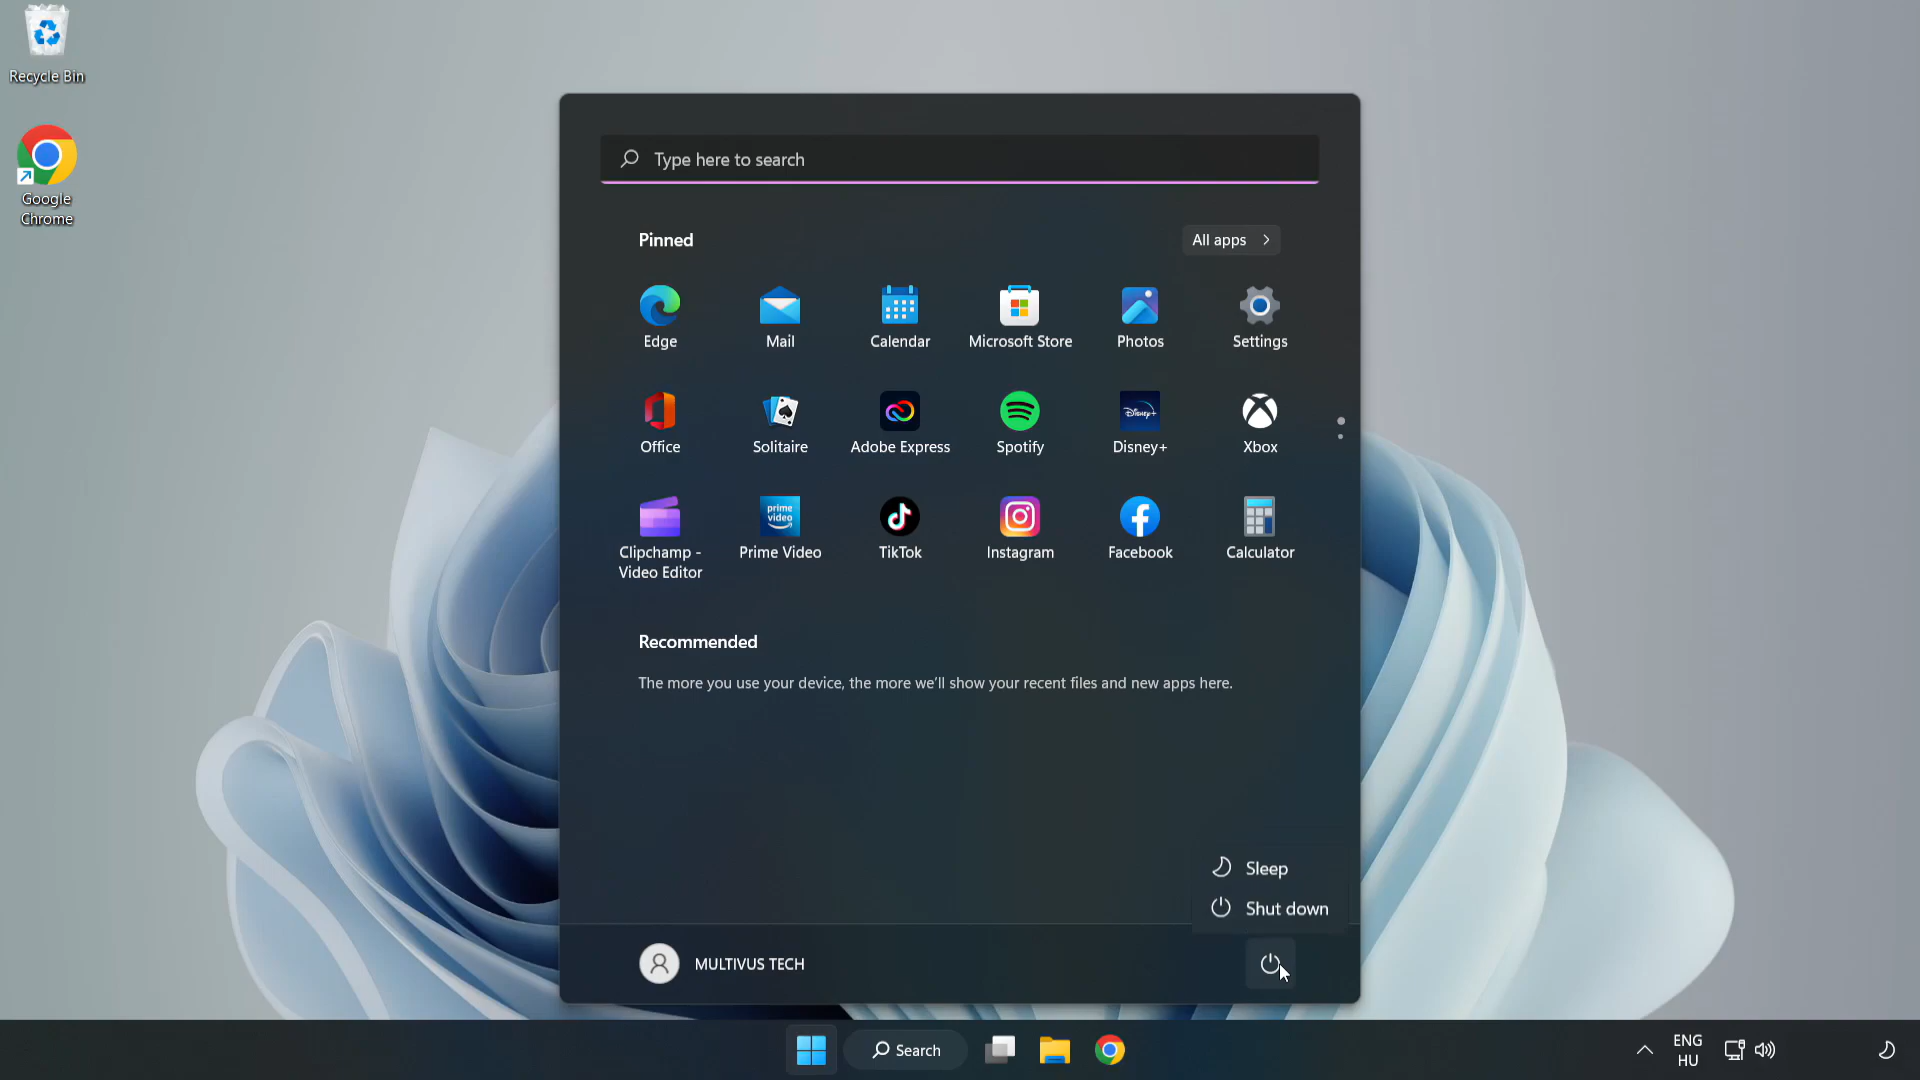 Recycle Bin
Google
Chrome
Type here to search
Pinned
All apps
Edge
Mail
Calendar
Microsoft Store
Photos
Settings
Office
Solitaire
Adobe Express
Disney+
Spotify
Disney+
Xbox
prime
video
Clipchamp -
Video Editor
Prime Video
TikTok
Instagram
Facebook
Calculator
Recommended
The more you use your device, the more we'll show your recent files and new apps here.
Sleep
Shut down
MULTIVUS TECH
Search
ENG
HU